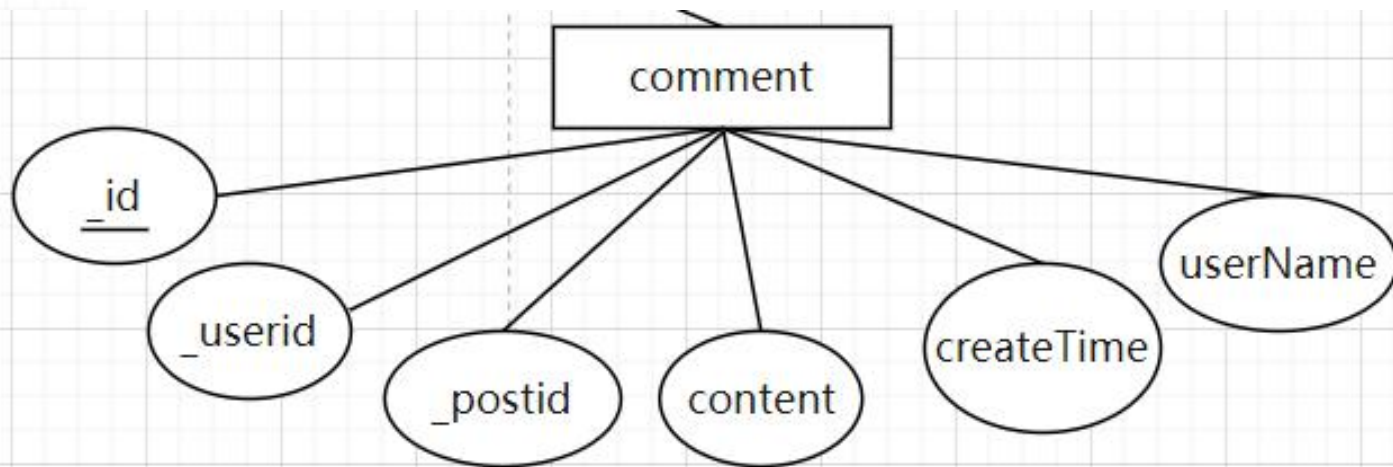 comment
_id
_userid
_postid
content
createTime
userName